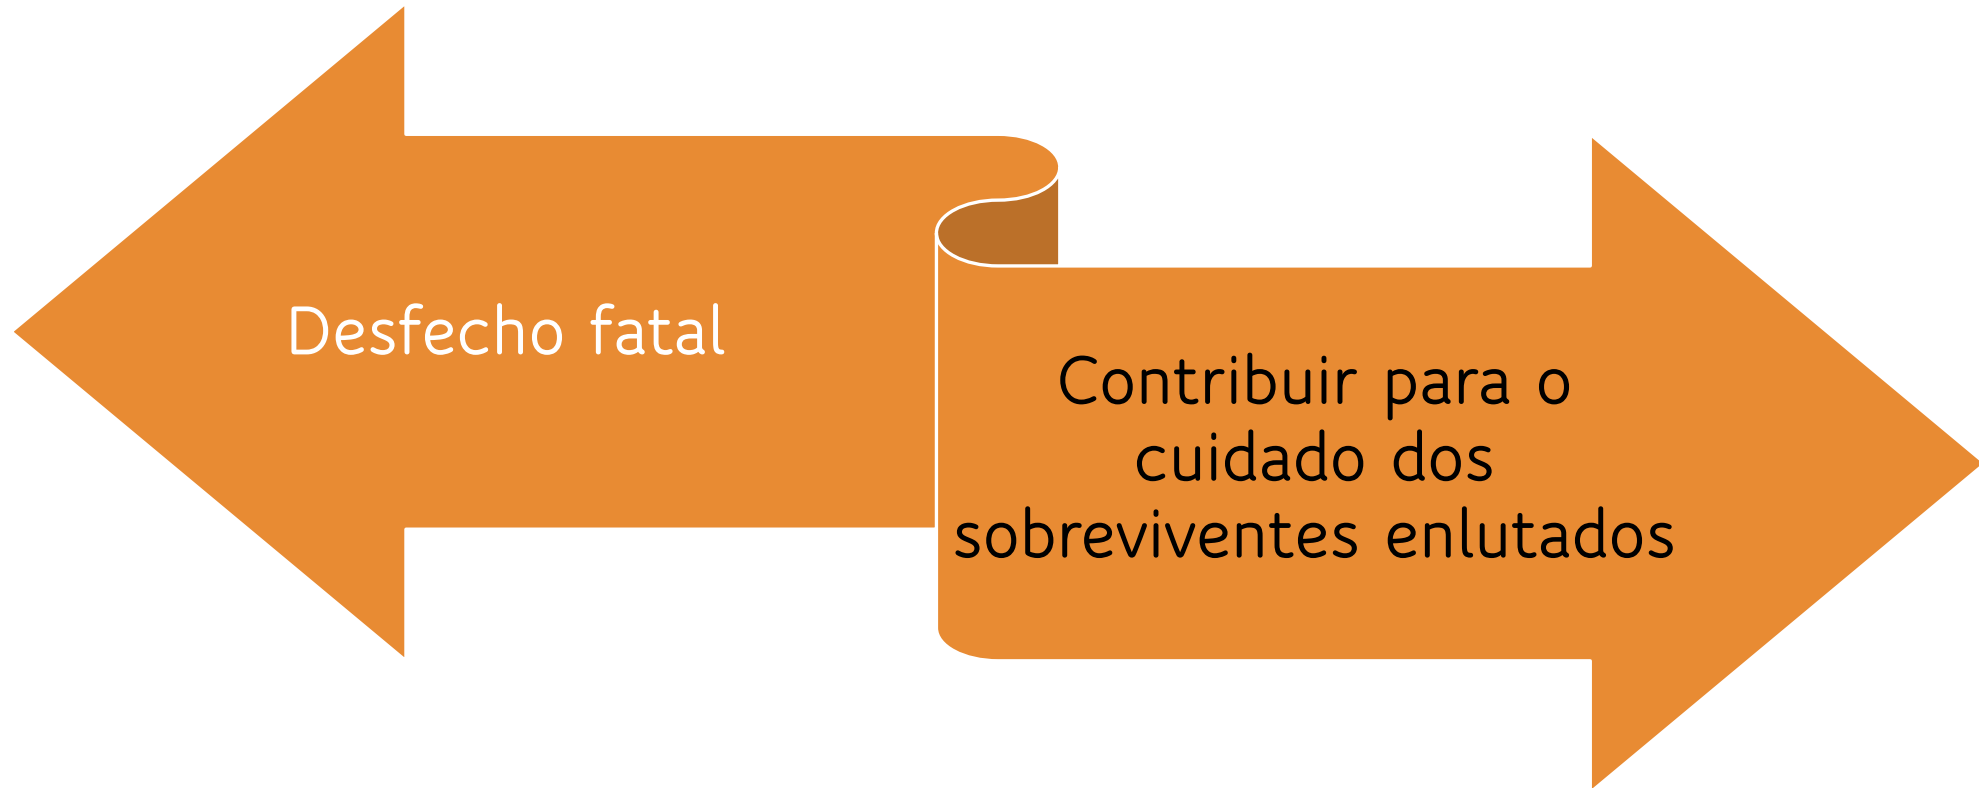 Desfecho fatal
Contribuir para o
cuidado dos
sobreviventes enlutados